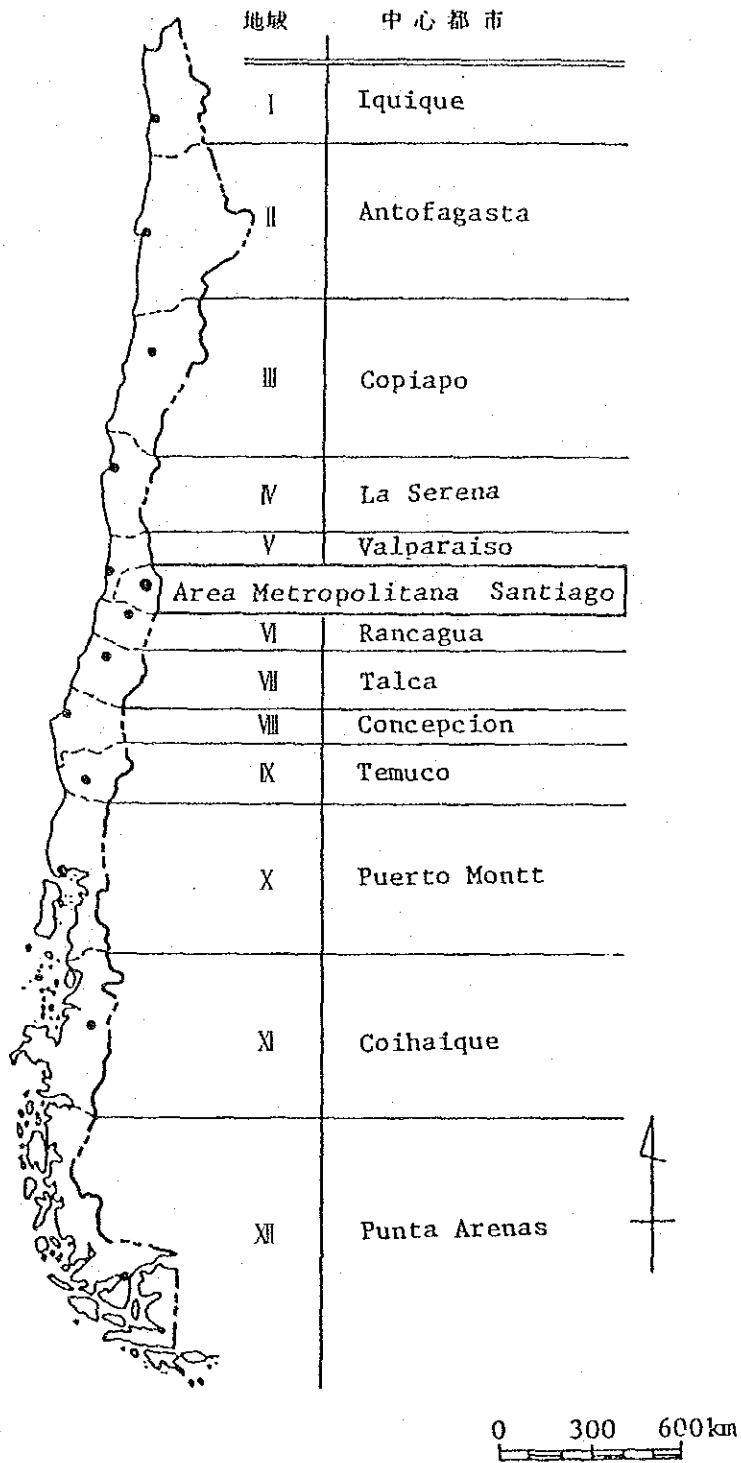 地域 中心都市
I Iquique
II Antofagasta
III Copiapo
IV La Serena
V Valparaiso
Area Metropolitana Santiago
VI Rancagua
VII Talca
VIII Concepcion
IX Temuco
X Puerto Montt
XI Coihaique
XII Punta Arenas
0 300 600km